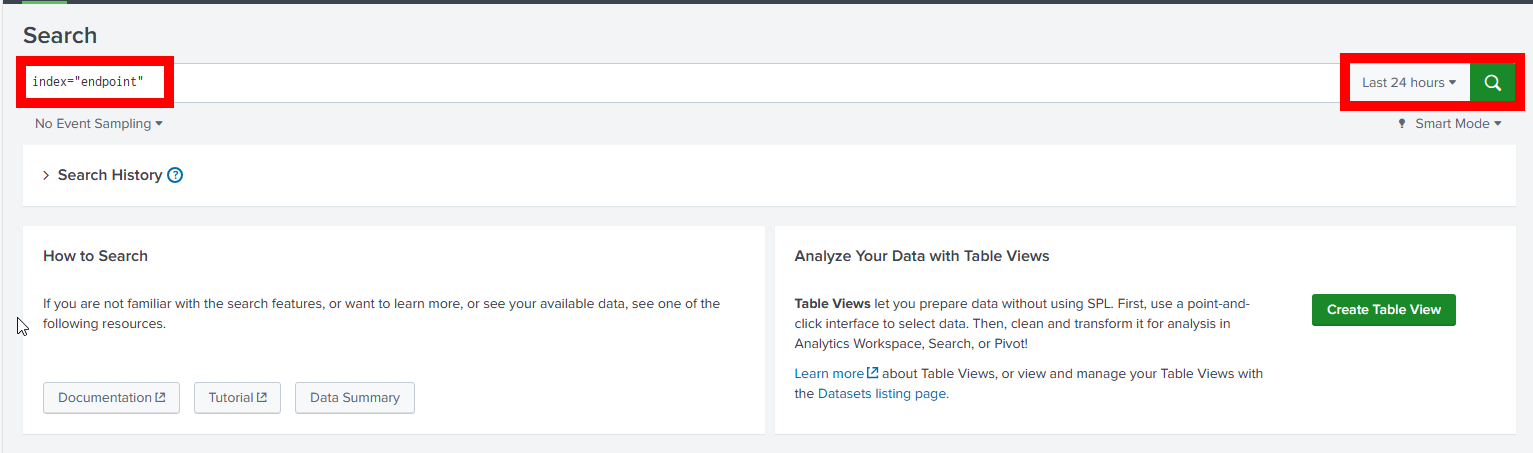 Search
index="endpoint"
Last 24 hours
No Event Sampling
Smart Mode
Search History ?
How to Search
If you are not familiar with the search features, or want to learn more, or see your available data, see one of the
following resources.
Documentation
Tutorial
Data Summary
Analyze Your Data with Table Views
Table Views let you prepare data without using SPL. First, use a point-and-
click interface to select data. Then, clean and transform it for analysis in
Analytics Workspace, Search, or Pivot!
Learn more about Table Views, or view and manage your Table Views with
the Datasets listing page.
Create Table View